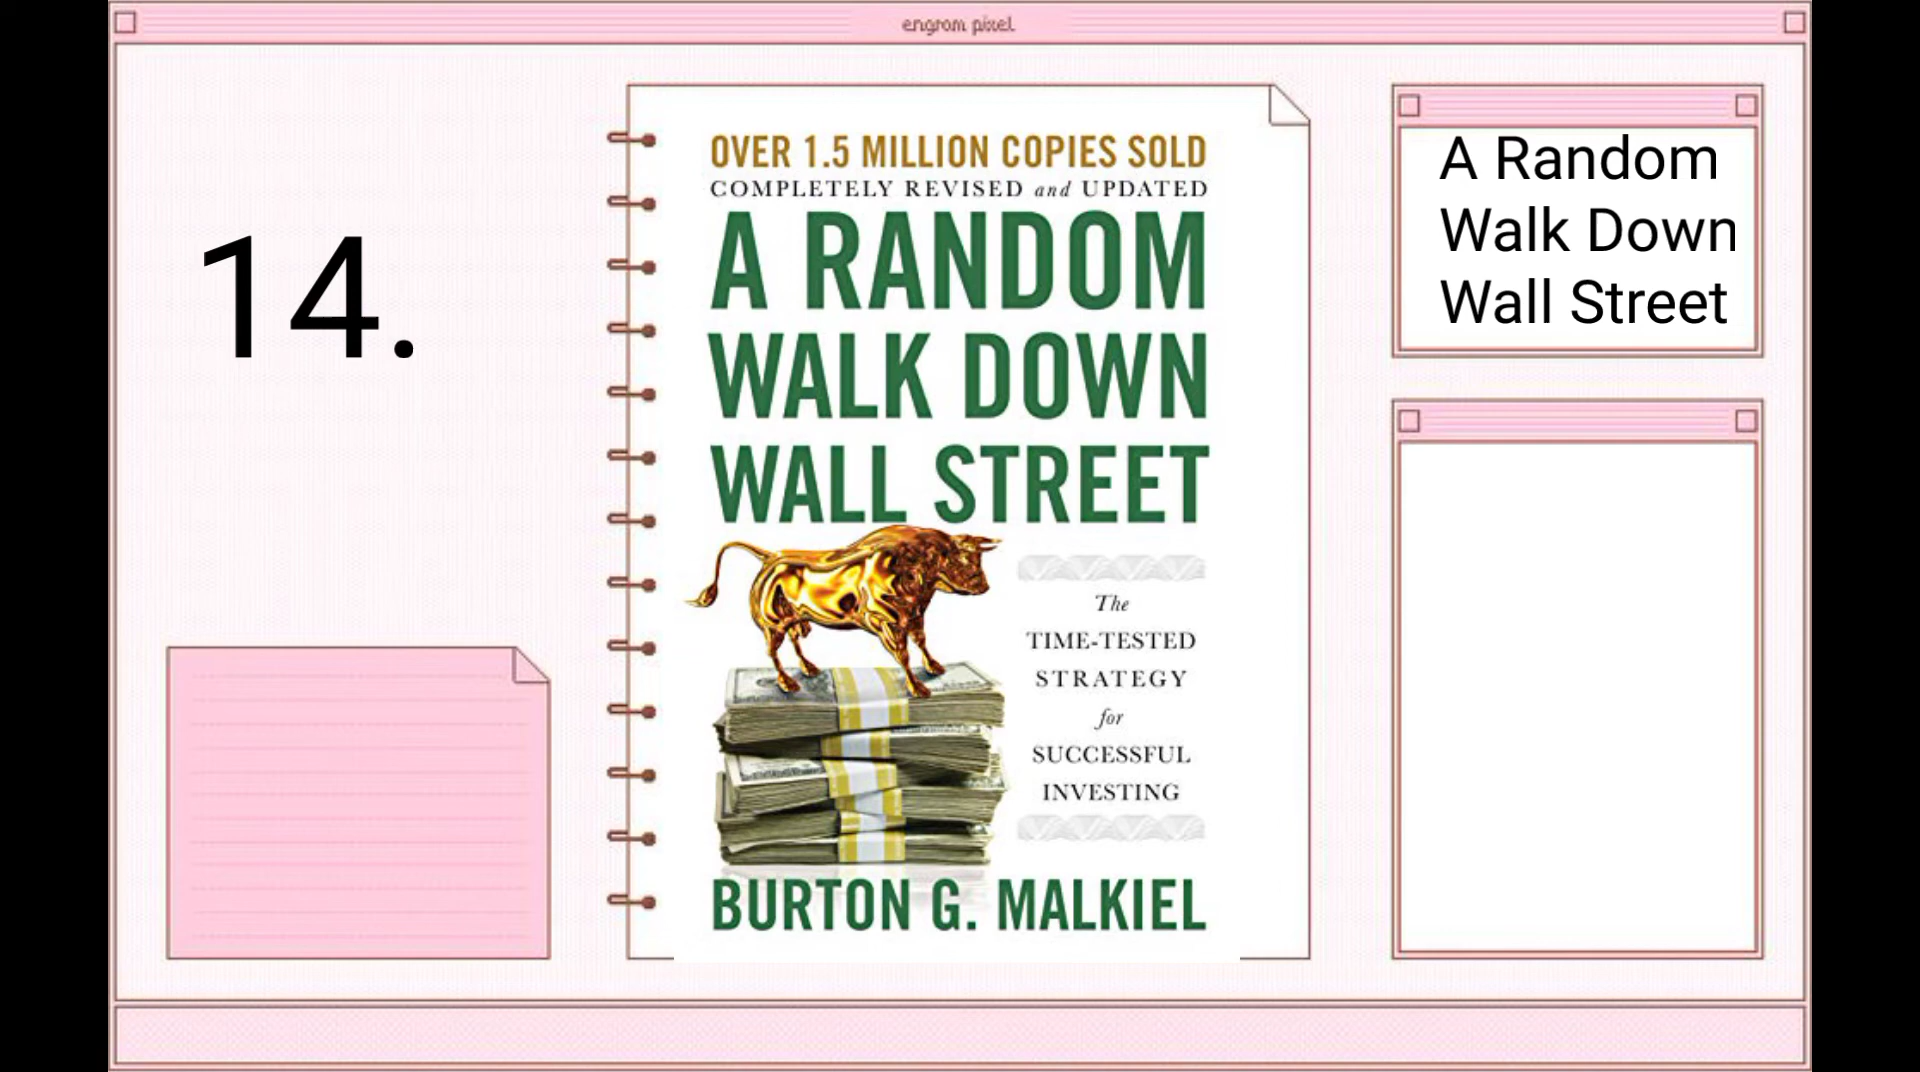 engram pixel
14.
OVER 1.5 MILLION COPIES SOLD
COMPLETELY REVISED and UPDATED
A RANDOM
WALK DOWN
WALL STREET
The
TIME-TESTED
STRATEGY
for
SUCCESSFUL
INVESTING
BURTON G. MALKIEL
A Random
Walk Down
Wall Street